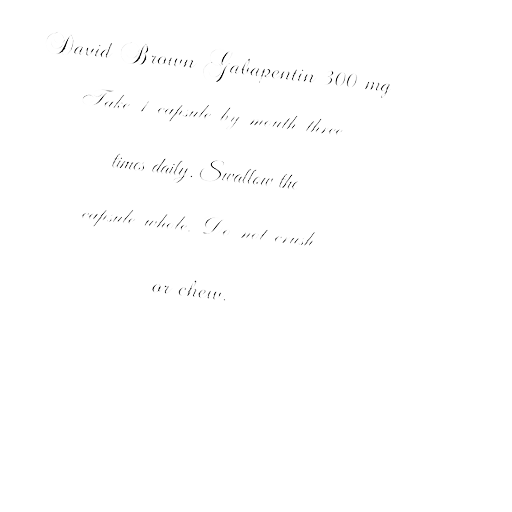 David Brown Gabapentin 300 mg
Take 1 capsule by mouth three
times daily. Swallow the
capsule whole. Do not crush
or chew.